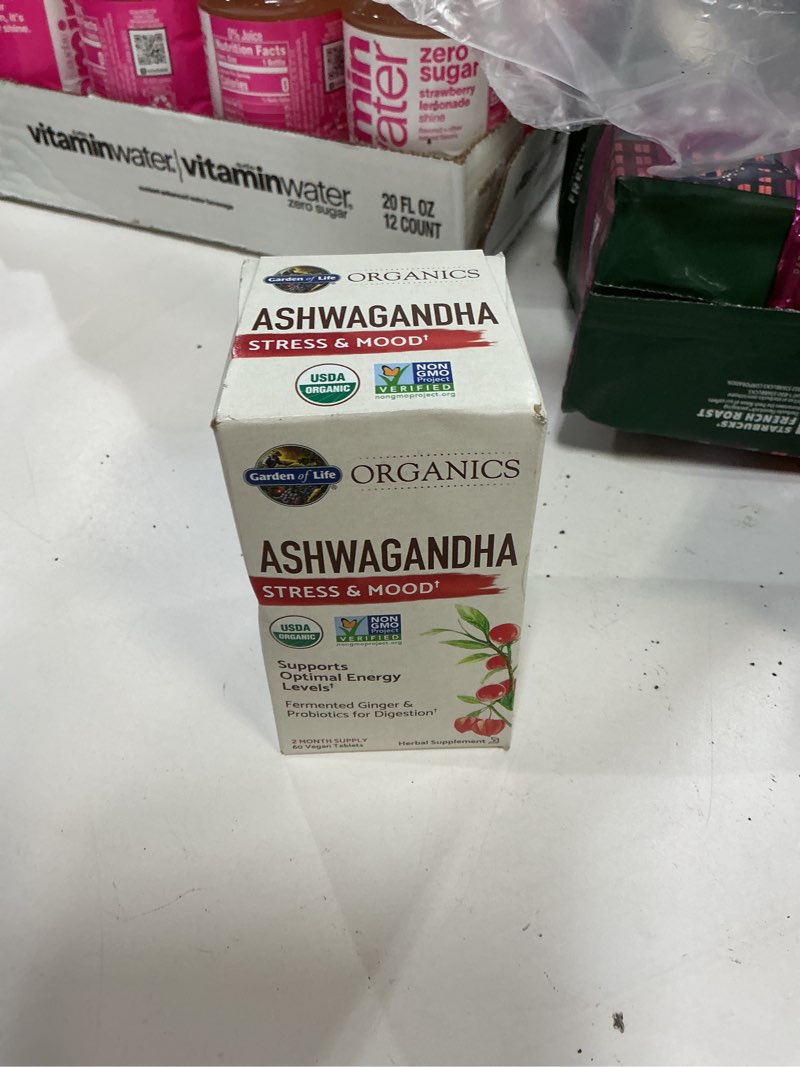 0% Juice
Nutrition Facts
zero
sugar
strawberry
lemonade
shine
vitaminwater | vitaminwater
zero sugar
20 FL OZ
12 COUNT
STARBUCKS®
FRENCH ROAST
Garden of Life ORGANICS
ASHWAGANDHA
STRESS & MOOD†
USDA
ORGANIC
NON
GMO
Project
VERIFIED
nongmoproject.org
Garden of Life ORGANICS
ASHWAGANDHA
STRESS & MOOD†
USDA
ORGANIC
NON
GMO
Project
VERIFIED
nongmoproject.org
Supports
Optimal Energy
Levels†
Fermented Ginger &
Probiotics for Digestion†
2 MONTH SUPPLY
60 Vegan Tablets
Herbal Supplement